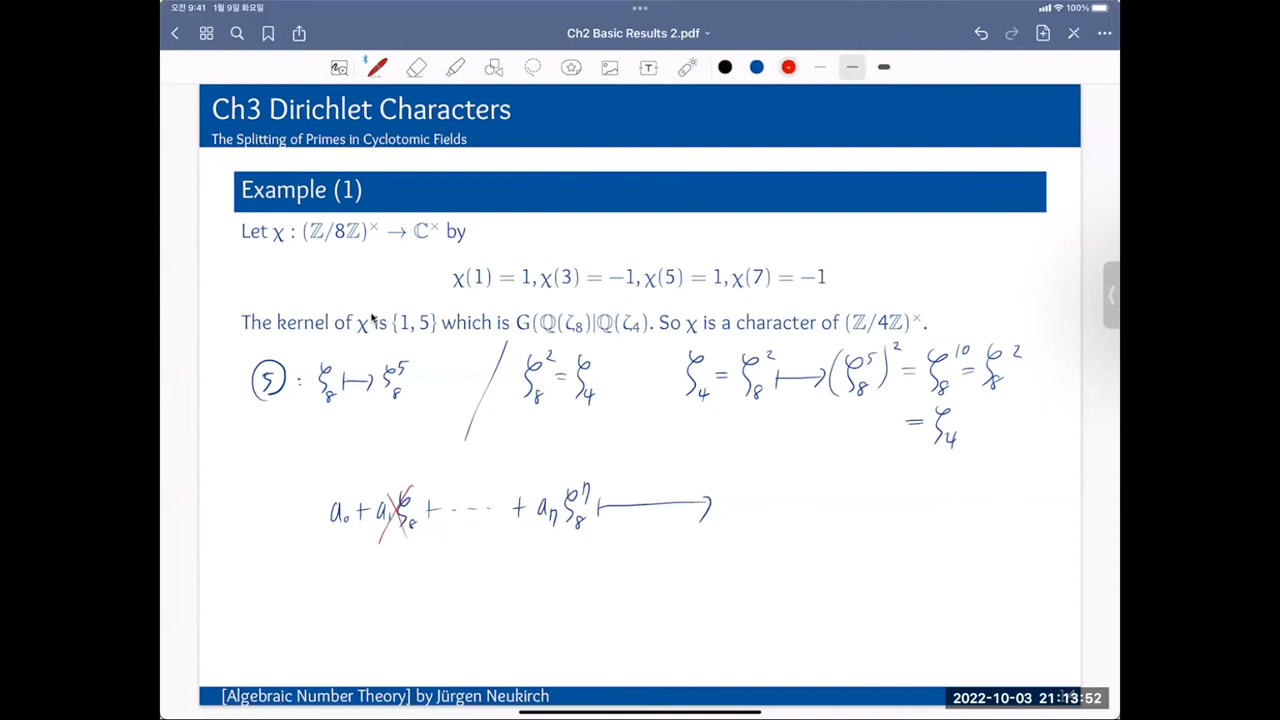 오전 9:41 1월 9일 화요일
100%
Ch2 Basic Results 2.pdf
Ch3 Dirichlet Characters
The Splitting of Primes in Cyclotomic Fields
Example (1)
Let χ : (ℤ/8ℤ)ˣ → ℂˣ by
χ(1) = 1, χ(3) = −1, χ(5) = 1, χ(7) = −1
The kernel of χ is {1, 5} which is G(ℚ(ζ₈)|ℚ(ζ₄). So χ is a character of (ℤ/4ℤ)ˣ.
⑤ : ζ₈ ↦ ζ₈⁵ / ζ₈² = ζ₄ ζ₄ = ζ₈² ↦ (ζ₈⁵)² = ζ₈¹⁰ = ζ₈²
= ζ₄
a₀ + a₁ζ₈ + ···· + a₇ζ₈⁷ ↦
[Algebraic Number Theory] by Jürgen Neukirch
2022-10-03 21:13:52